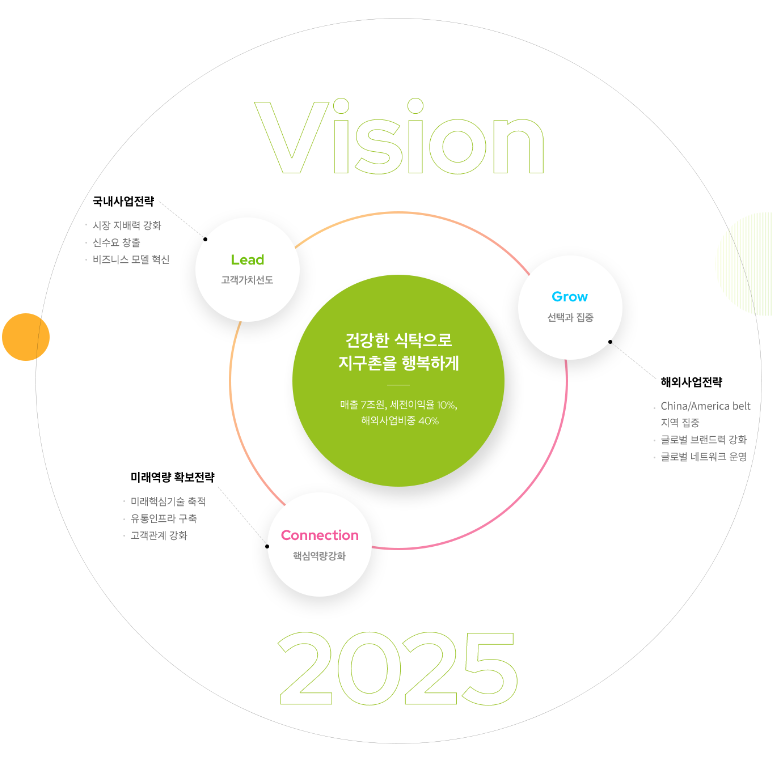 Vision
국내사업전략
· 시장 지배력 강화
· 신수요 창출
· 비즈니스 모델 혁신
Lead
고객가치선도
Grow
선택과 집중
건강한 식탁으로
지구촌을 행복하게
매출 7조원, 세전이익율 10%,
해외사업비중 40%
해외사업전략
· China/America belt
지역 집중
· 글로벌 브랜드력 강화
· 글로벌 네트워크 운영
미래역량 확보전략
· 미래핵심기술 축적
· 유통인프라 구축
· 고객관계 강화
Connection
핵심역량강화
2025